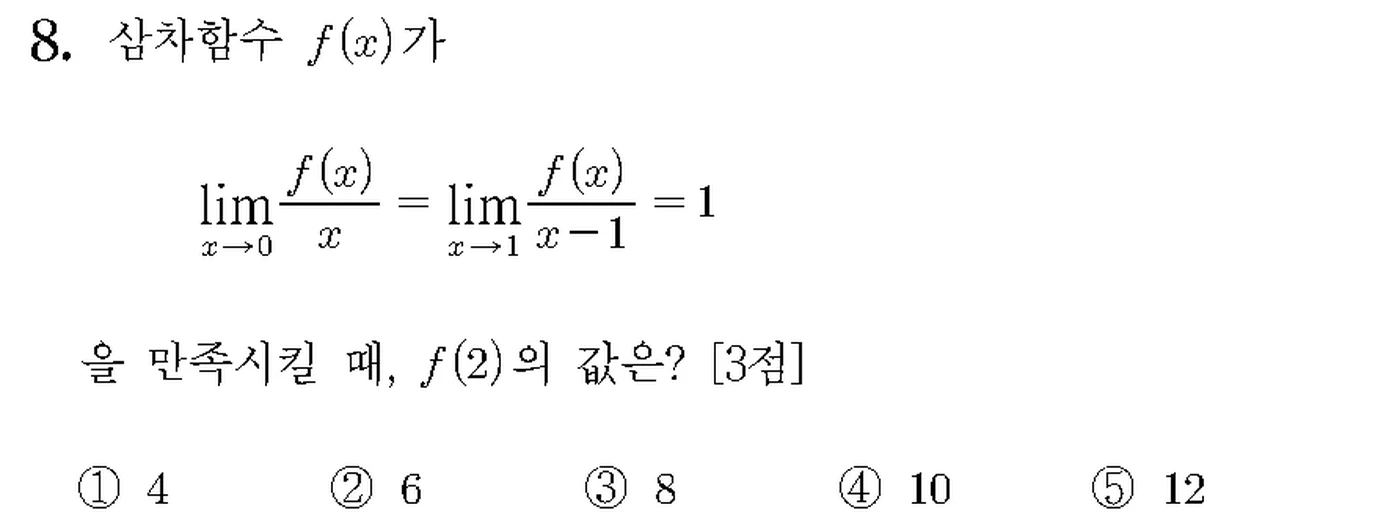 8. 삼차함수 f(x)가
lim_{x→0} f(x)/x = lim_{x→1} f(x)/(x-1) = 1
을 만족시킬 때, f(2)의 값은? [3점]
① 4 ② 6 ③ 8 ④ 10 ⑤ 12